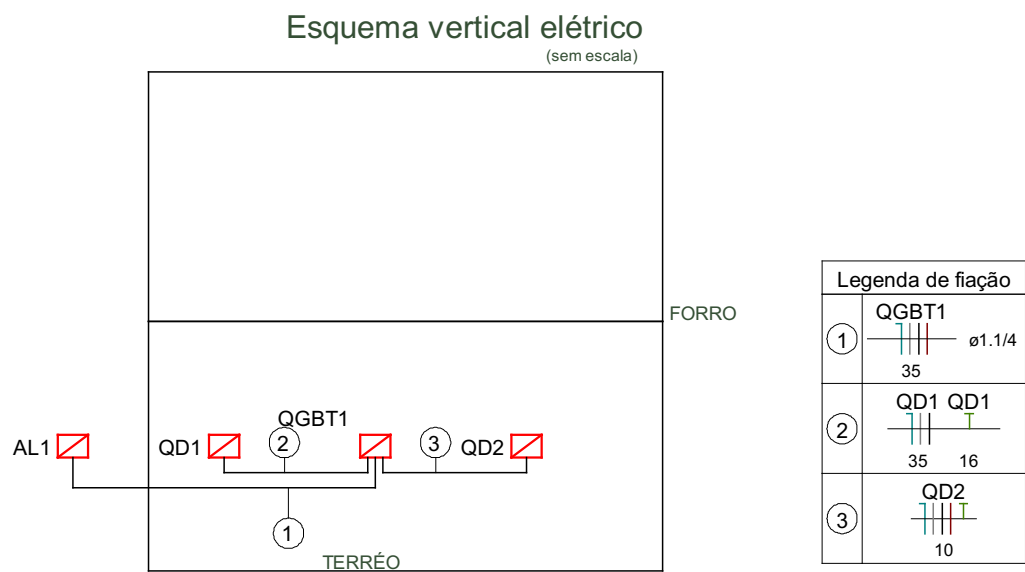 Esquema vertical elétrico
(sem escala)
FORRO
QGBT1
AL1
QD1
2
3
QD2
1
TERRÉO
Legenda de fiação
1
QGBT1
ø1.1/4
35
2
QD1 QD1
35 16
3
QD2
10